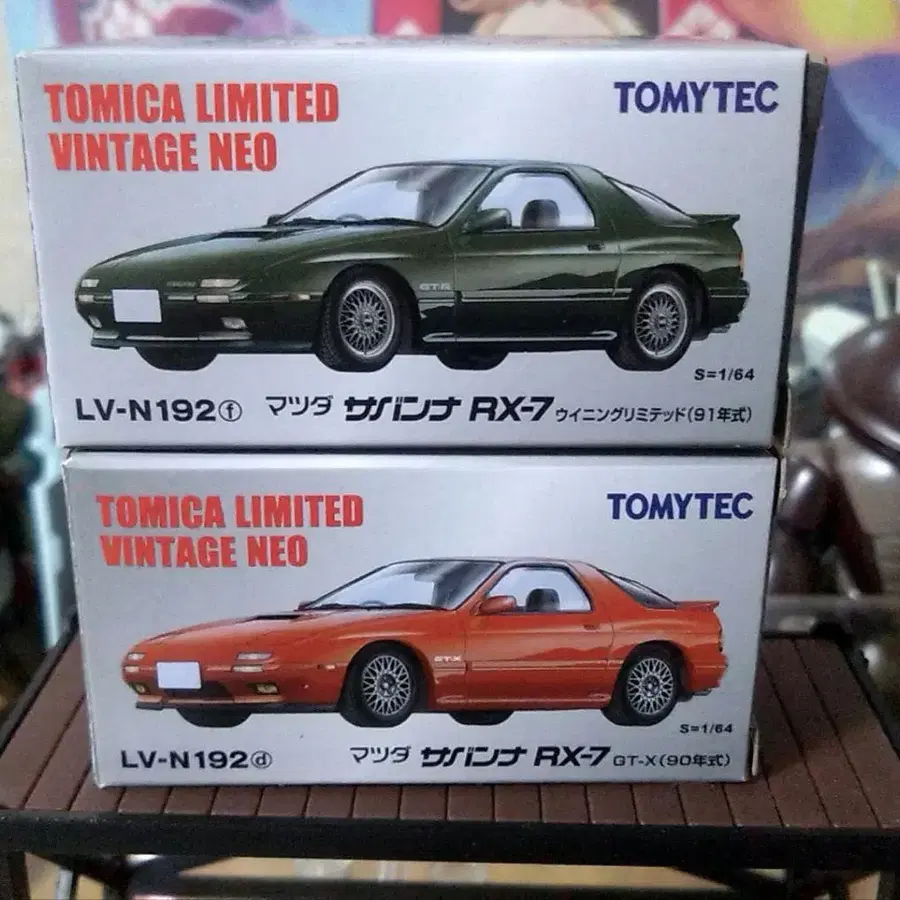 TOMICA LIMITED
VINTAGE NEO
TOMYTEC
S=1/64
LV-N192ⓕ マツダ サバンナ RX-7 ウイニングリミテッド(91年式)
TOMICA LIMITED
VINTAGE NEO
TOMYTEC
GT-X
S=1/64
LV-N192ⓓ マツダ サバンナ RX-7 GT-X(90年式)